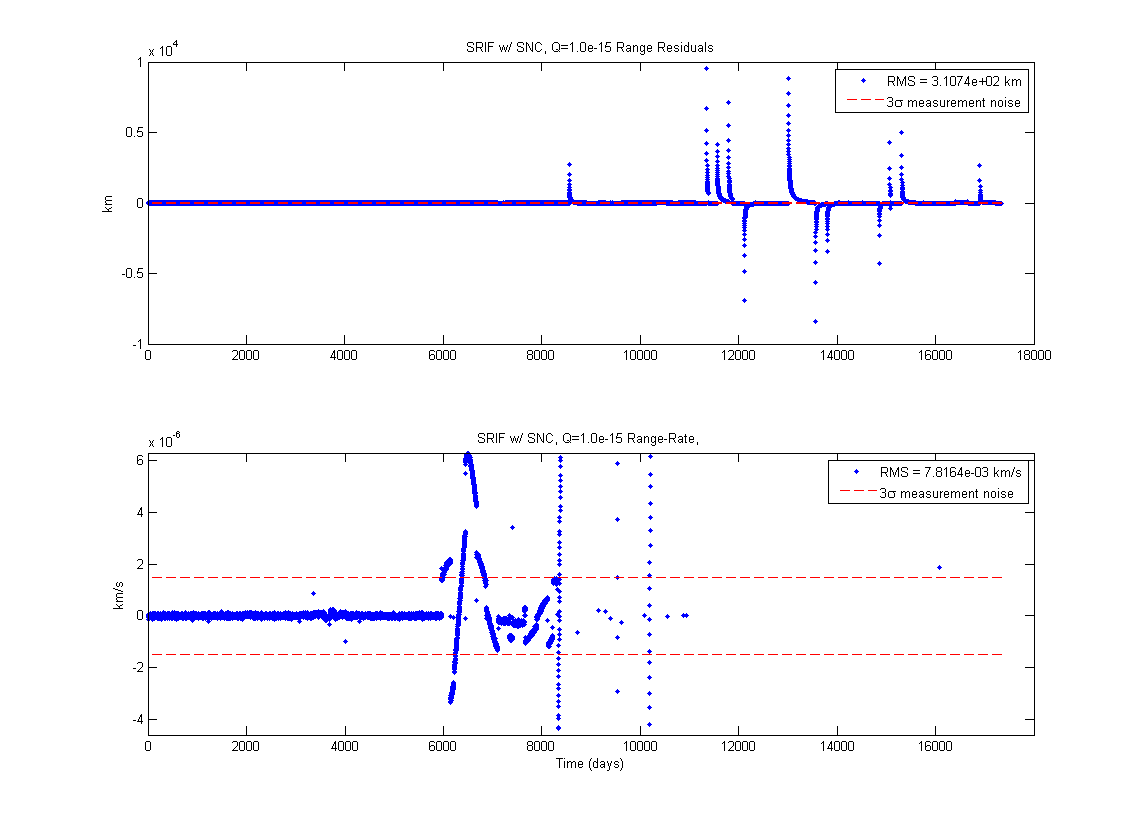 SRIF w/ SNC, Q=1.0e-15 Range Residuals
x 10^4
1
0.5
0
-0.5
-1
km
RMS = 3.1074e+02 km
3σ measurement noise
0 2000 4000 6000 8000 10000 12000 14000 16000 18000
SRIF w/ SNC, Q=1.0e-15 Range-Rate,
x 10^-6
6
4
2
0
-2
-4
km/s
RMS = 7.8164e-03 km/s
3σ measurement noise
0 2000 4000 6000 8000 10000 12000 14000 16000
Time (days)